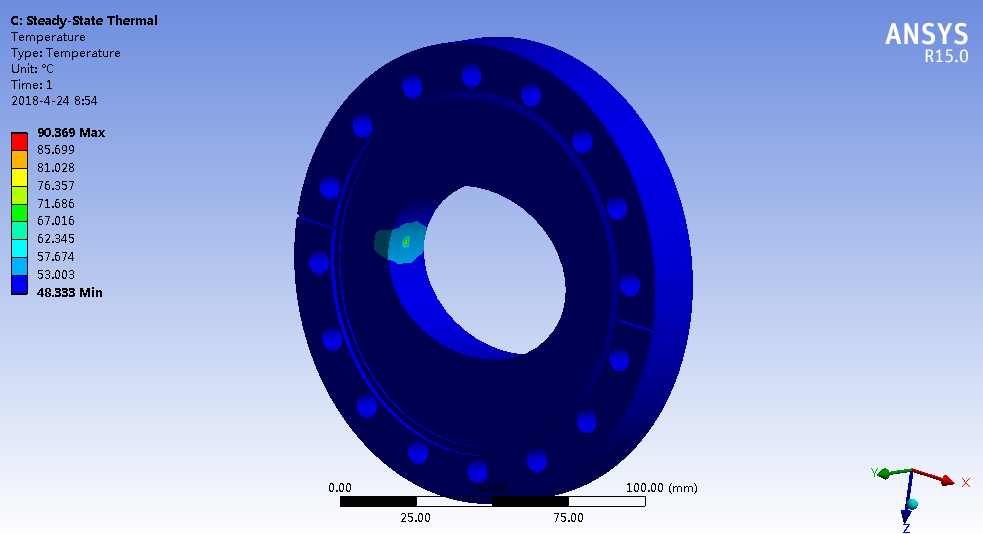 C: Steady-State Thermal
Temperature
Type: Temperature
Unit: °C
Time: 1
2018-4-24 8:54
90.369 Max
85.699
81.028
76.357
71.686
67.016
62.345
57.674
53.003
48.333 Min
ANSYS
R15.0
0.00
100.00 (mm)
25.00
75.00
Y
X
Z